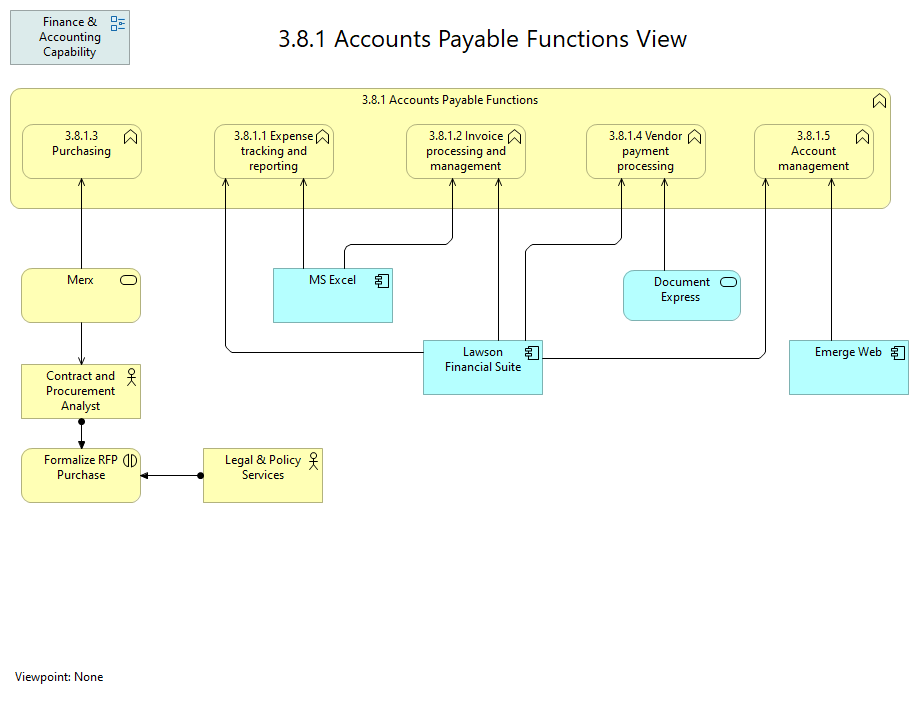 Finance &
Accounting
Capability
3.8.1 Accounts Payable Functions View
3.8.1 Accounts Payable Functions
3.8.1.3
Purchasing
3.8.1.1 Expense
tracking and
reporting
3.8.1.2 Invoice
processing and
management
3.8.1.4 Vendor
payment
processing
3.8.1.5
Account
management
Merx
MS Excel
Document
Express
Lawson
Financial Suite
Emerge Web
Contract and
Procurement
Analyst
Formalize RFP
Purchase
Legal & Policy
Services
Viewpoint: None